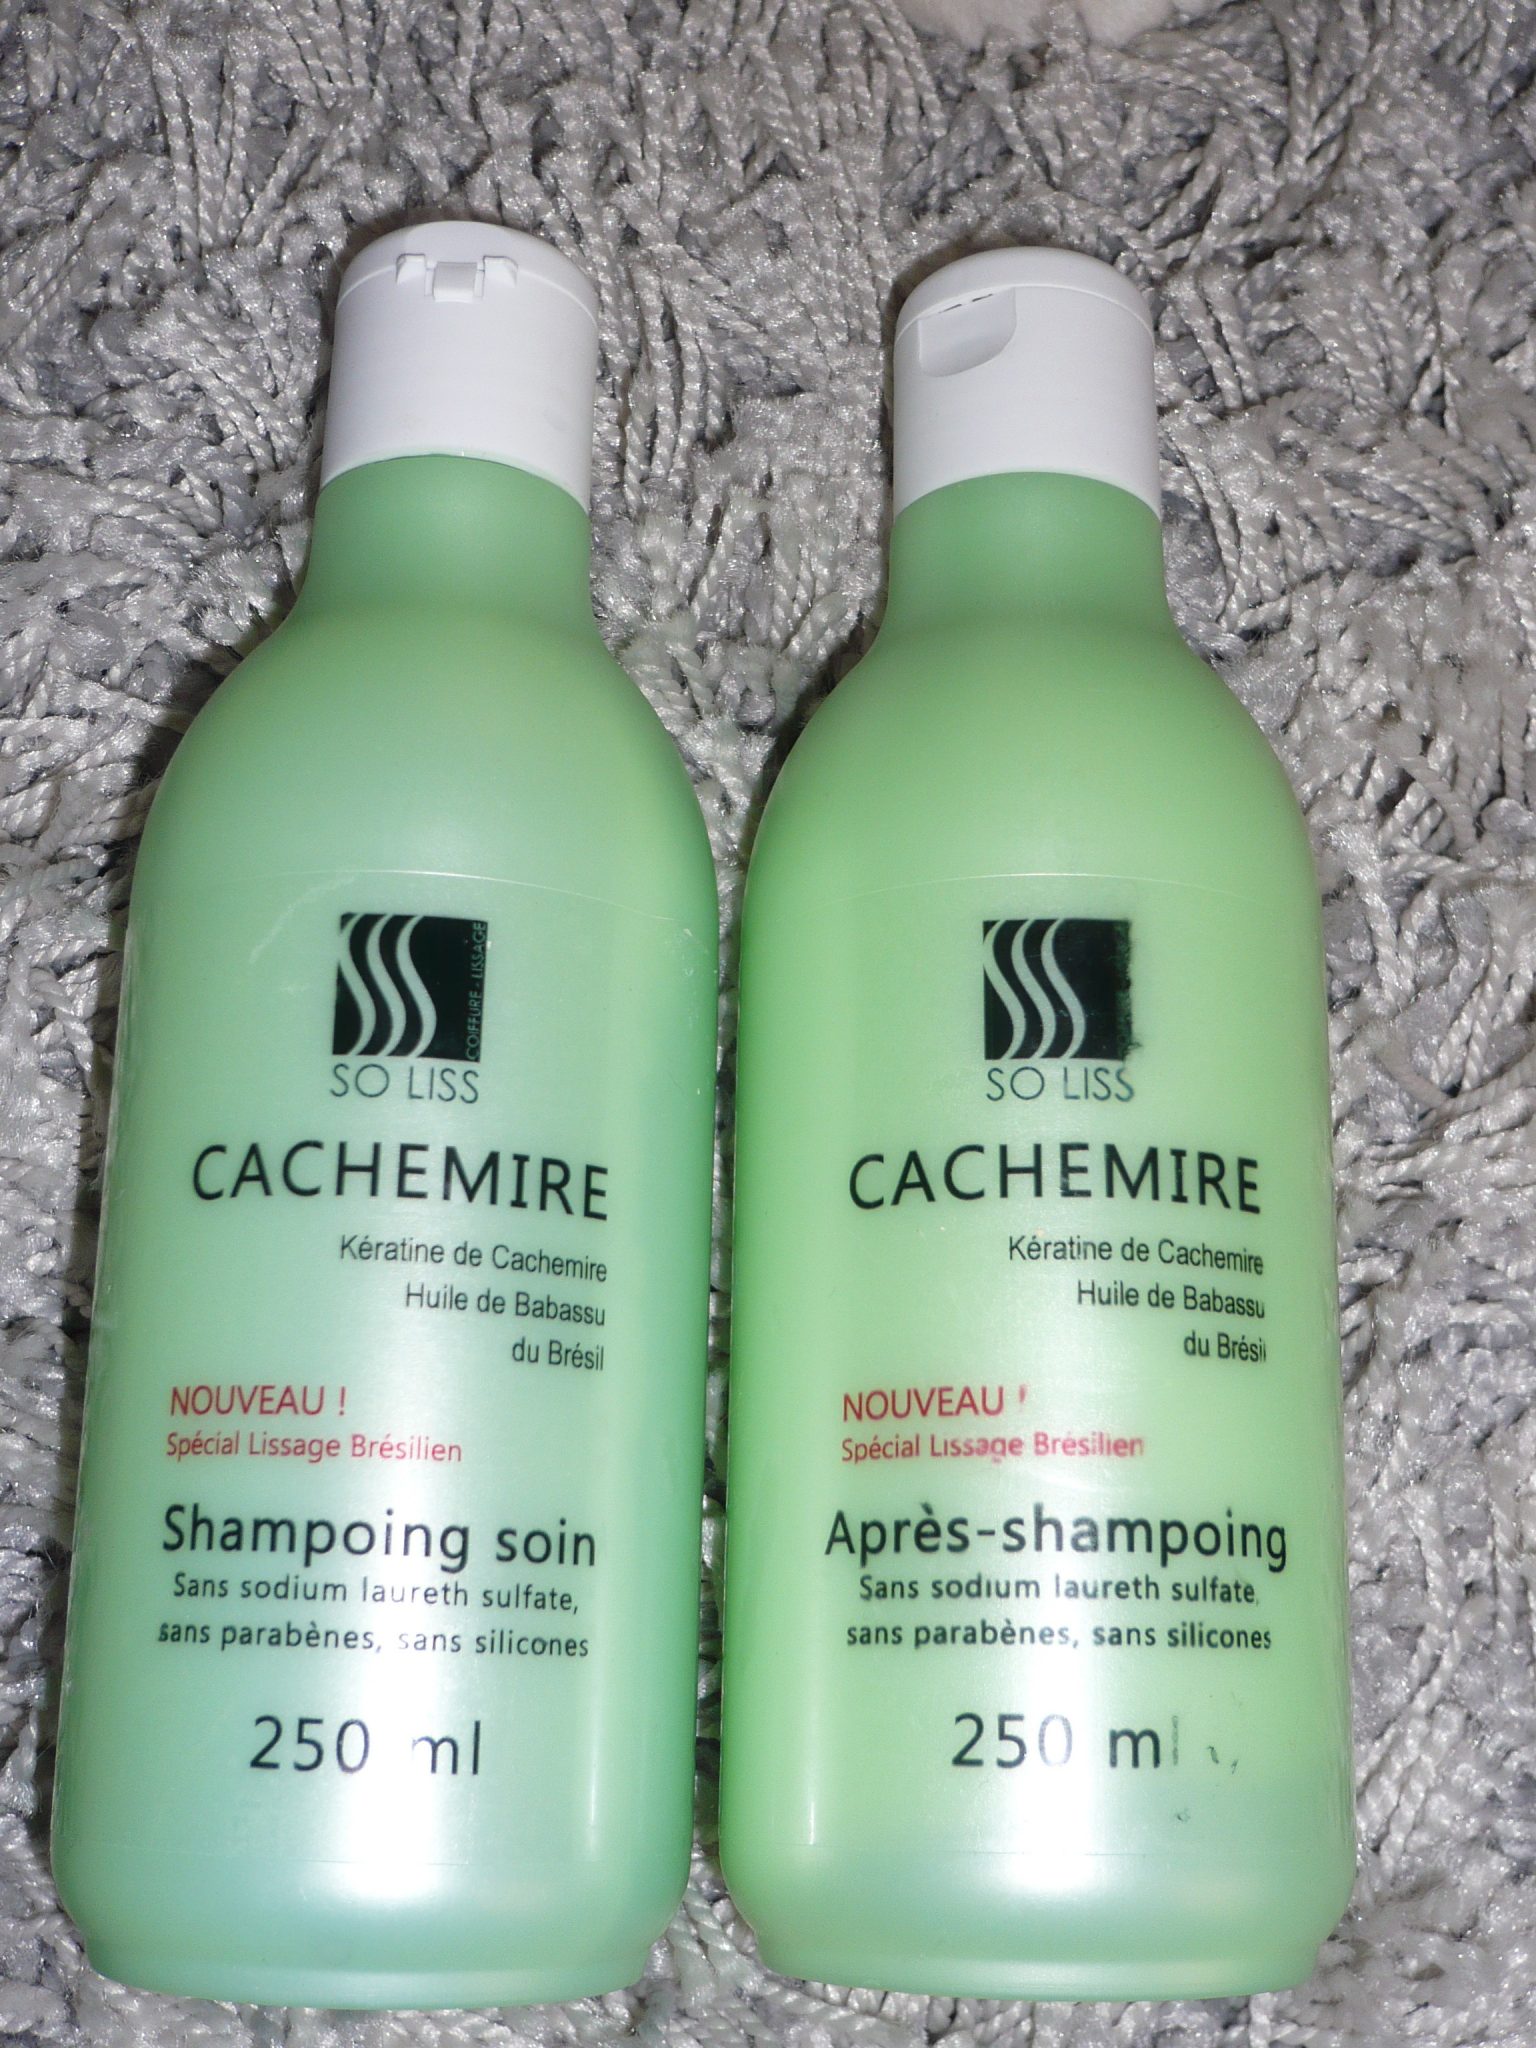 COIFFURE - LISSAGE
SO LISS
CACHEMIRE
Kératine de Cachemire
Huile de Babassu
du Brésil
NOUVEAU !
Spécial Lissage Brésilien
Shampoing soin
Sans sodium laureth sulfate,
sans parabènes, sans silicones
250 ml
SO LISS
CACHEMIRE
Kératine de Cachemire
Huile de Babassu
du Brésil
NOUVEAU !
Spécial Lissage Brésilien
Après-shampoing
Sans sodium laureth sulfate,
sans parabènes, sans silicones
250 ml